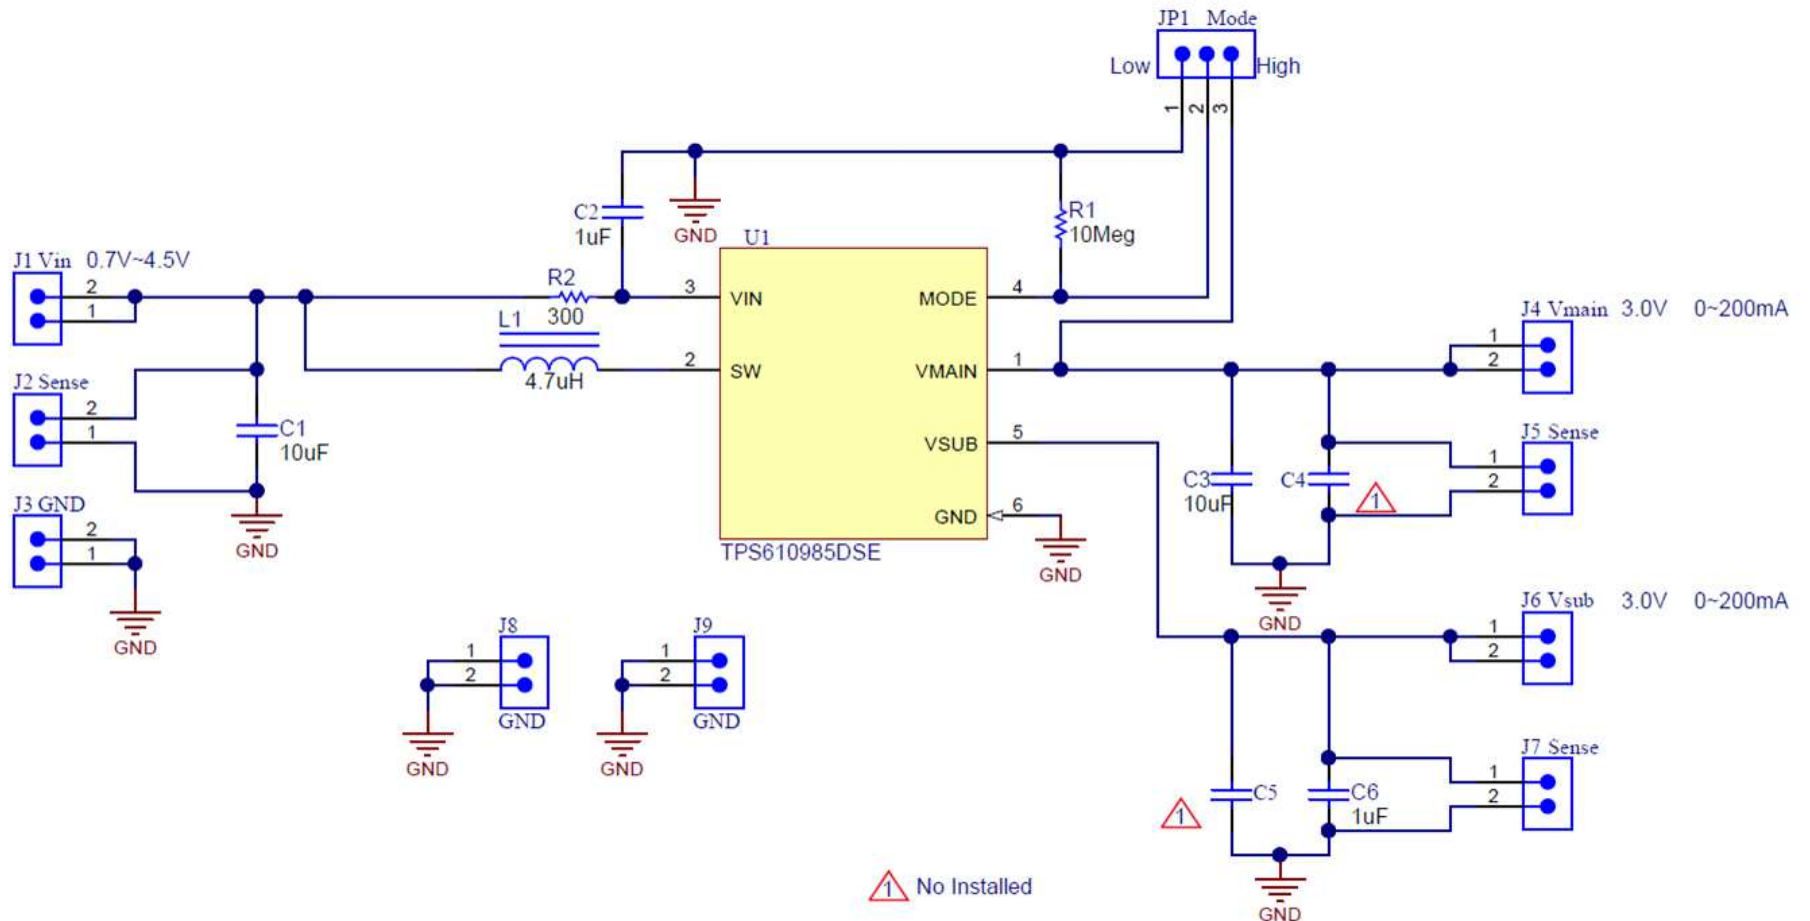 JP1 Mode
Low
High
1
2
3
C2
1uF
GND
R1
10Meg
U1
J1 Vin 0.7V~4.5V
2
1
R2
300
3
VIN
MODE
4
L1
4.7uH
2
SW
VMAIN
1
J4 Vmain 3.0V 0~200mA
1
2
J2 Sense
2
1
C1
10uF
GND
VSUB
5
J5 Sense
1
2
C3
10uF
C4
1
GND
6
GND
TPS610985DSE
J3 GND
2
1
GND
GND
J6 Vsub 3.0V 0~200mA
1
2
J8
1
2
GND
GND
J9
1
2
GND
GND
J7 Sense
1
2
C5
1
C6
1uF
GND
1 No Installed